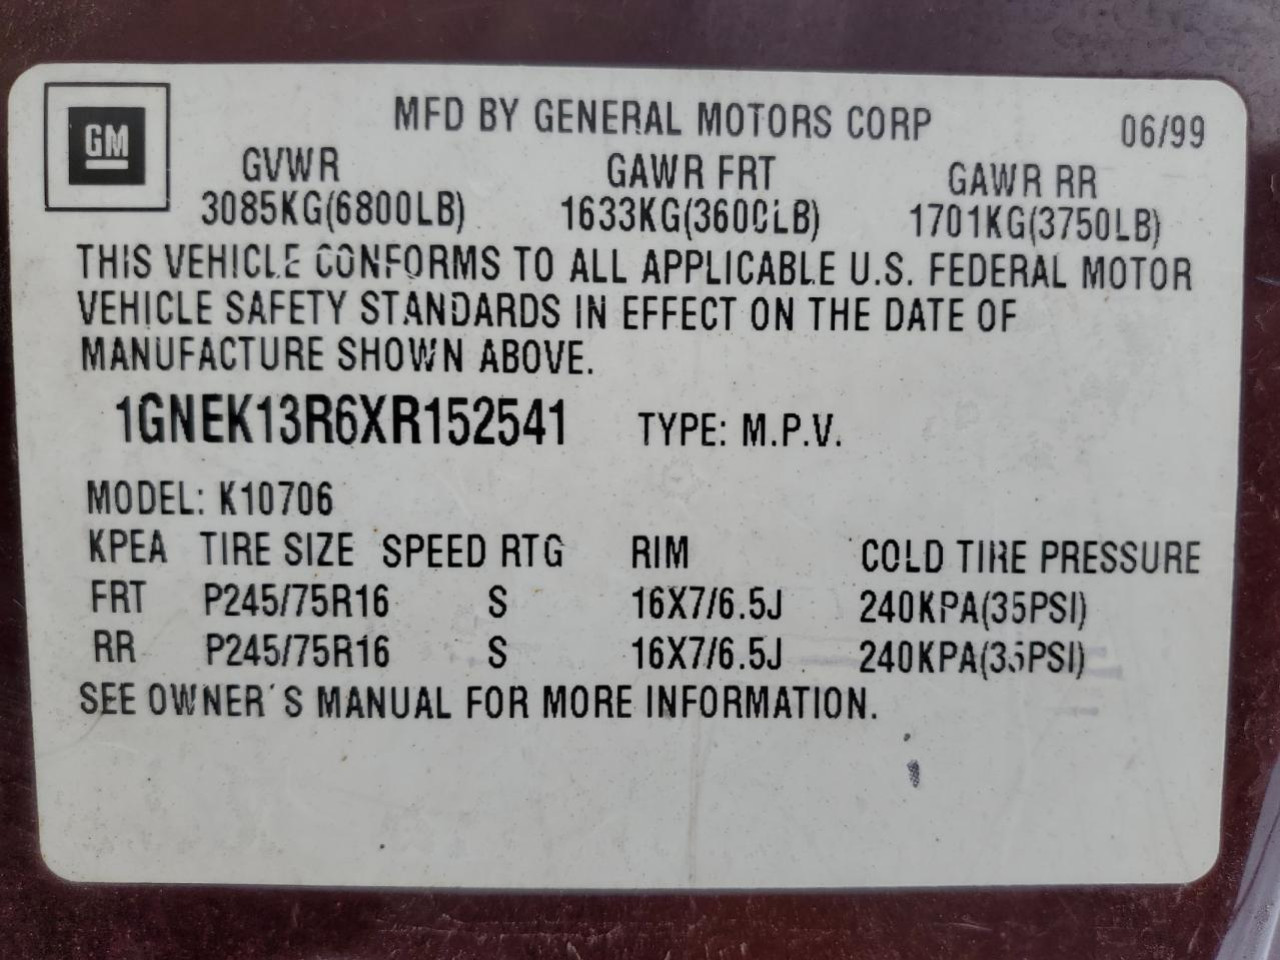 GM
MFD BY GENERAL MOTORS CORP 06/99
GVWR GAWR FRT GAWR RR
3085KG(6800LB) 1633KG(3600LB) 1701KG(3750LB)
THIS VEHICLE CONFORMS TO ALL APPLICABLE U.S. FEDERAL MOTOR
VEHICLE SAFETY STANDARDS IN EFFECT ON THE DATE OF
MANUFACTURE SHOWN ABOVE.
1GNEK13R6XR152541 TYPE: M.P.V.
MODEL: K10706
KPEA TIRE SIZE SPEED RTG RIM COLD TIRE PRESSURE
FRT P245/75R16 S 16X7/6.5J 240KPA(35PSI)
RR P245/75R16 S 16X7/6.5J 240KPA(35PSI)
SEE OWNER'S MANUAL FOR MORE INFORMATION.